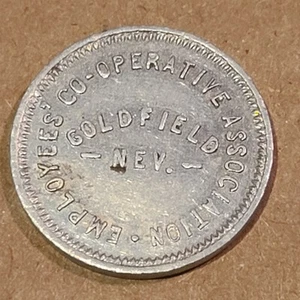 EMPLOYEES' CO-OPERATIVE ASSOCIATION •
GOLDFIELD
— NEV. —